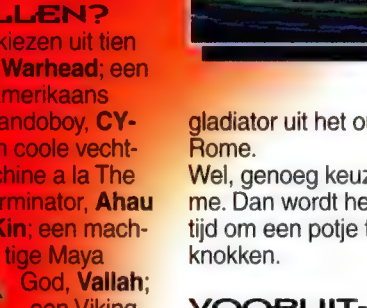 LLEN?
kiezen uit tien
Warhead; een
merikaans
andoboy, CY-
n coole vecht-
chine a la The
rminator, Ahau
Kin; een mach-
tige Maya
God, Vallah;
een Viking
gladiator uit het o
Rome.
Wel, genoeg keuz
me. Dan wordt he
tijd om een potje t
knokken.
VOORUIT-